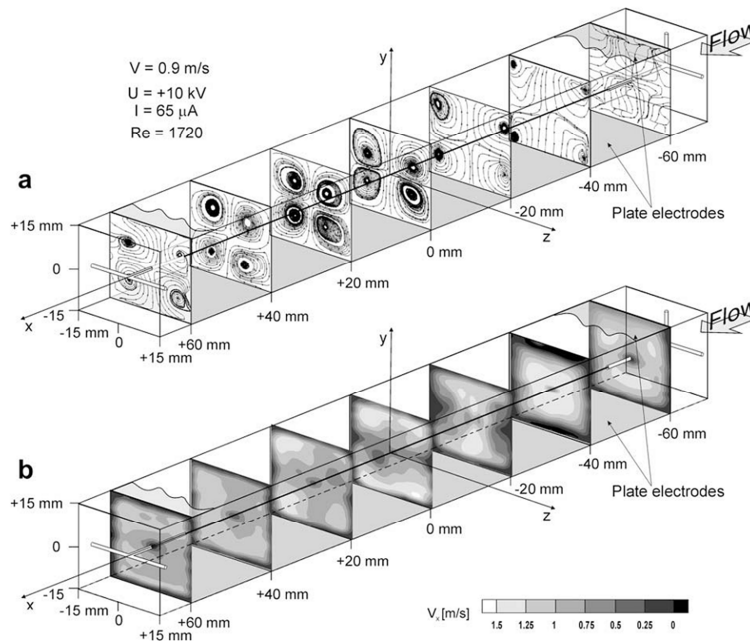 Flow
V = 0.9 m/s
U = +10 kV
I = 65 μA
Re = 1720
y
a
-60 mm
-40 mm
Plate electrodes
-20 mm
z
0 mm
+20 mm
+40 mm
+60 mm
+15 mm
0
-15
x
-15 mm
0
+15 mm
Flow
y
b
-60 mm
-40 mm
Plate electrodes
-20 mm
z
0 mm
+20 mm
+40 mm
+60 mm
+15 mm
0
-15
x
-15 mm
0
+15 mm
Vx[m/s]
1.5 1.25 1 0.75 0.5 0.25 0